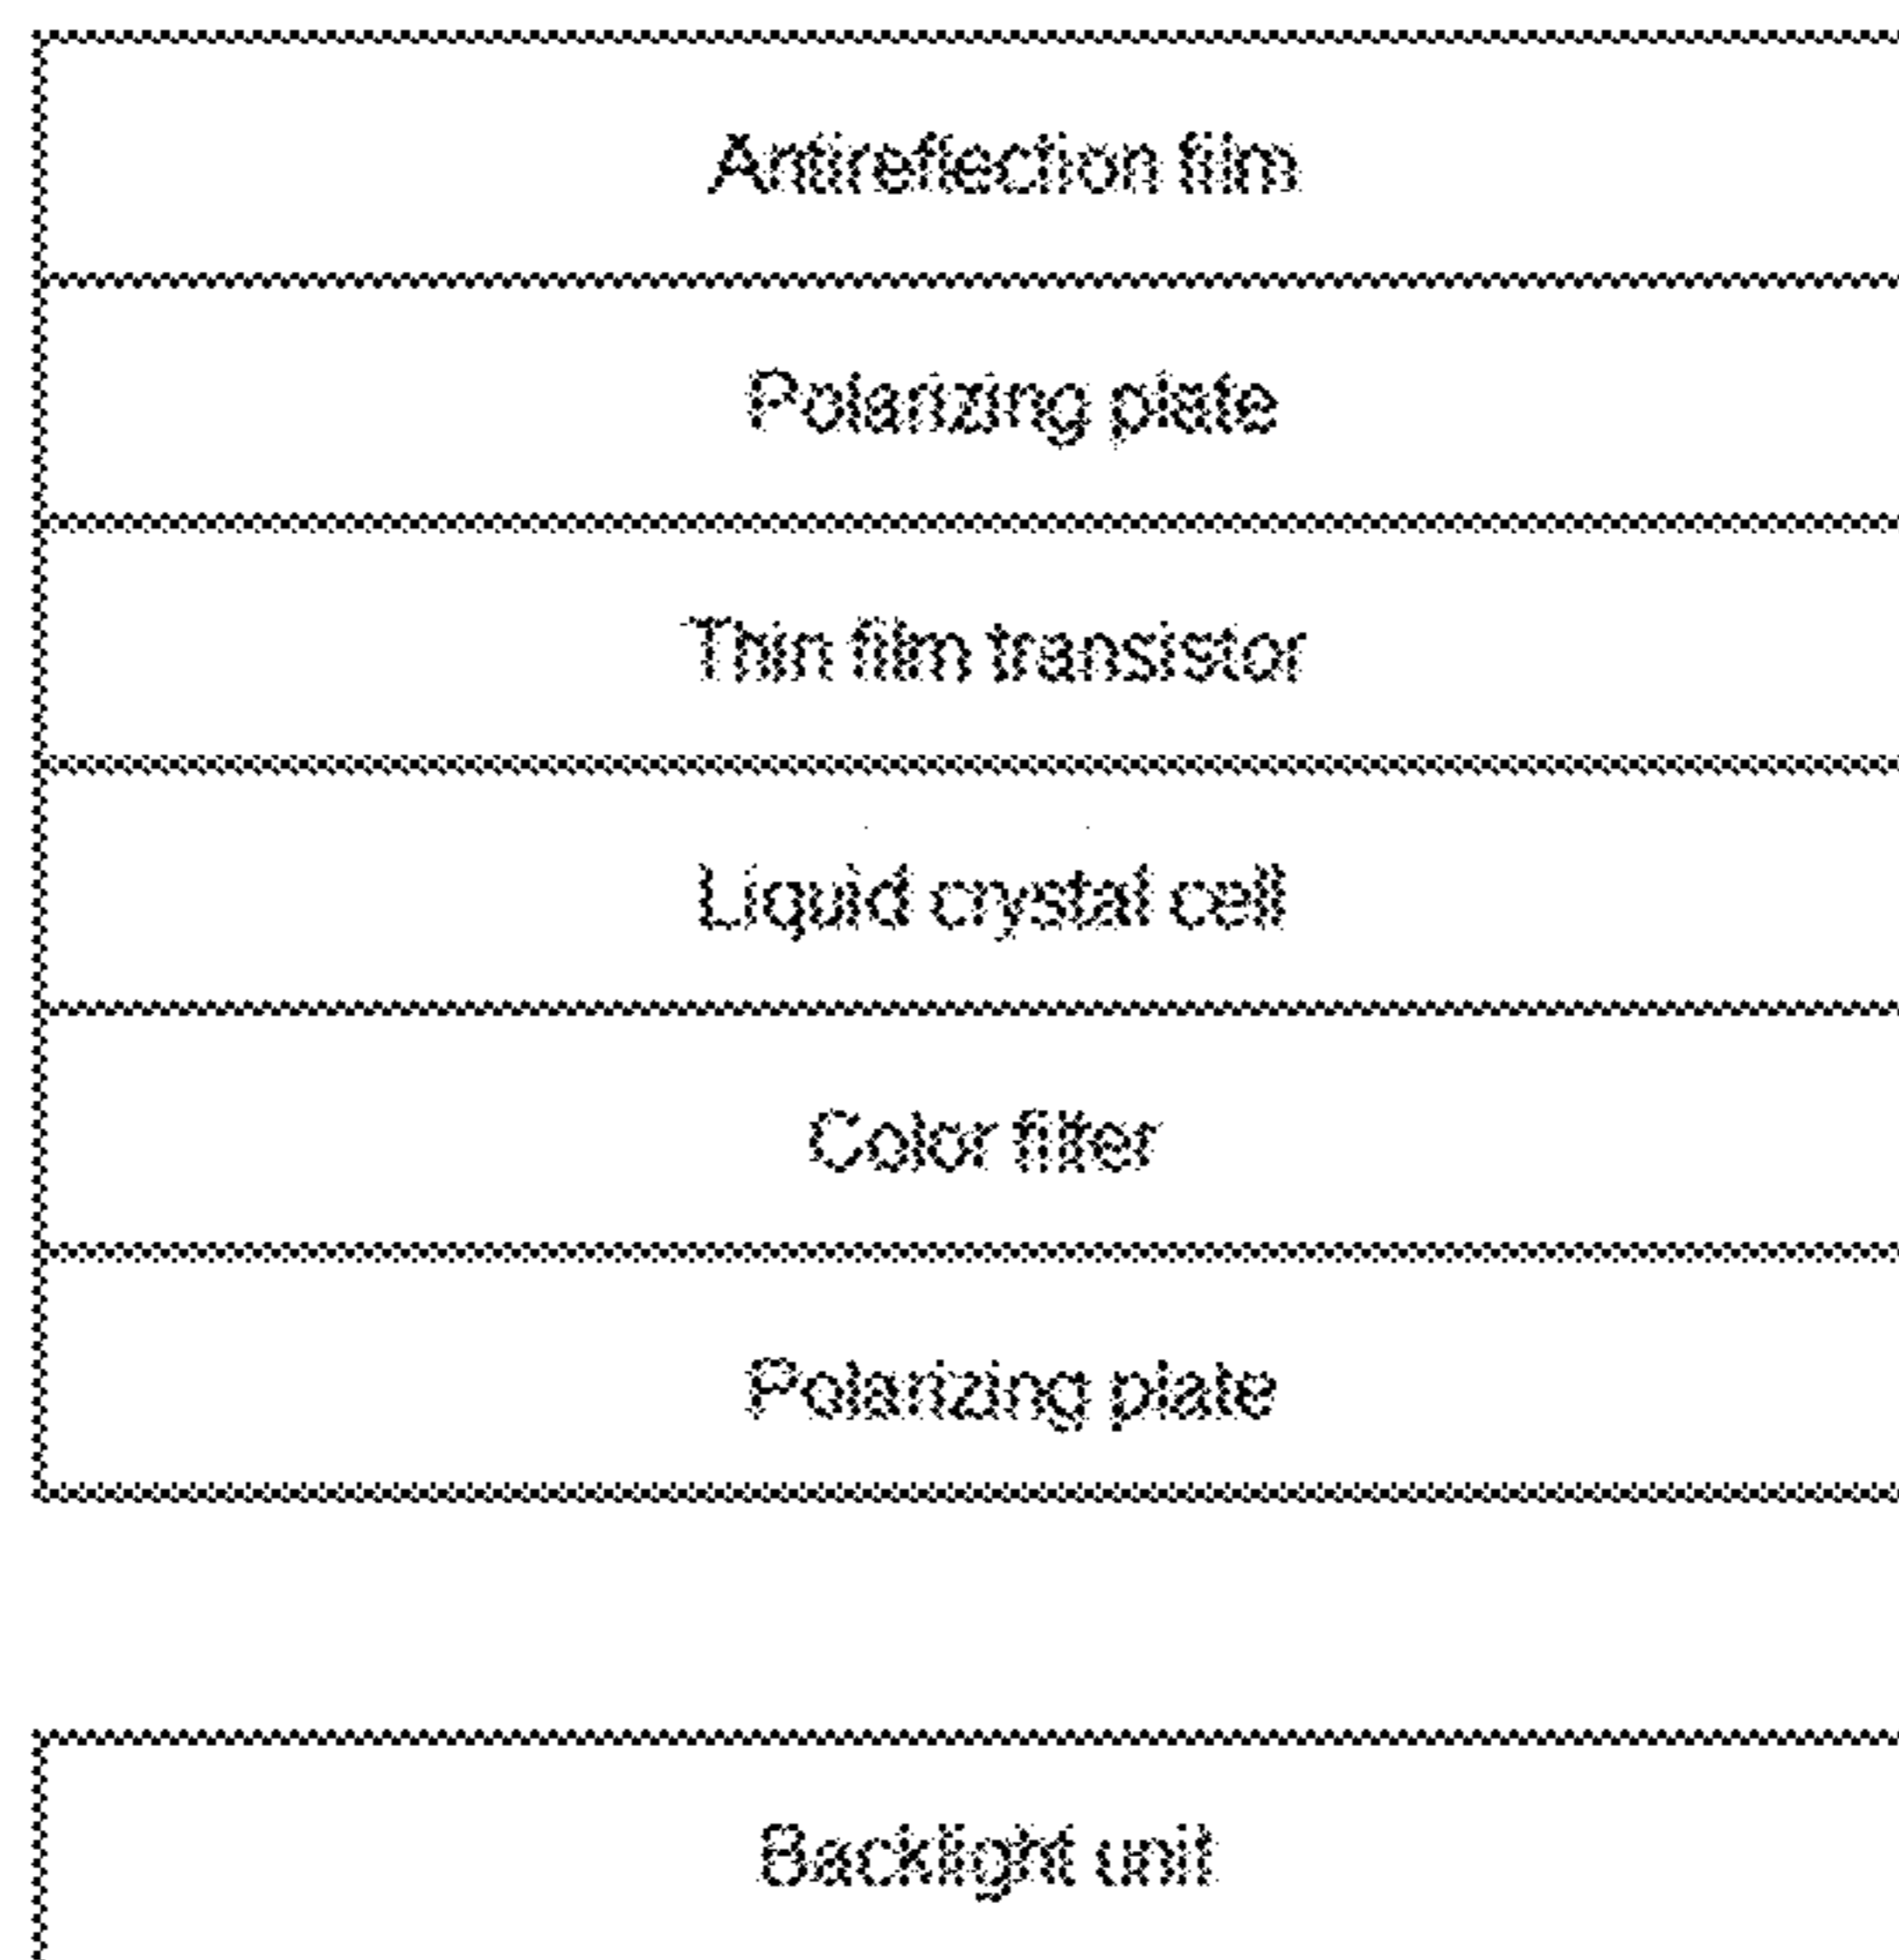 Antireflection film
Polarizing plate
Thin film transistor
Liquid crystal cell
Color filter
Polarizing plate
Backlight unit